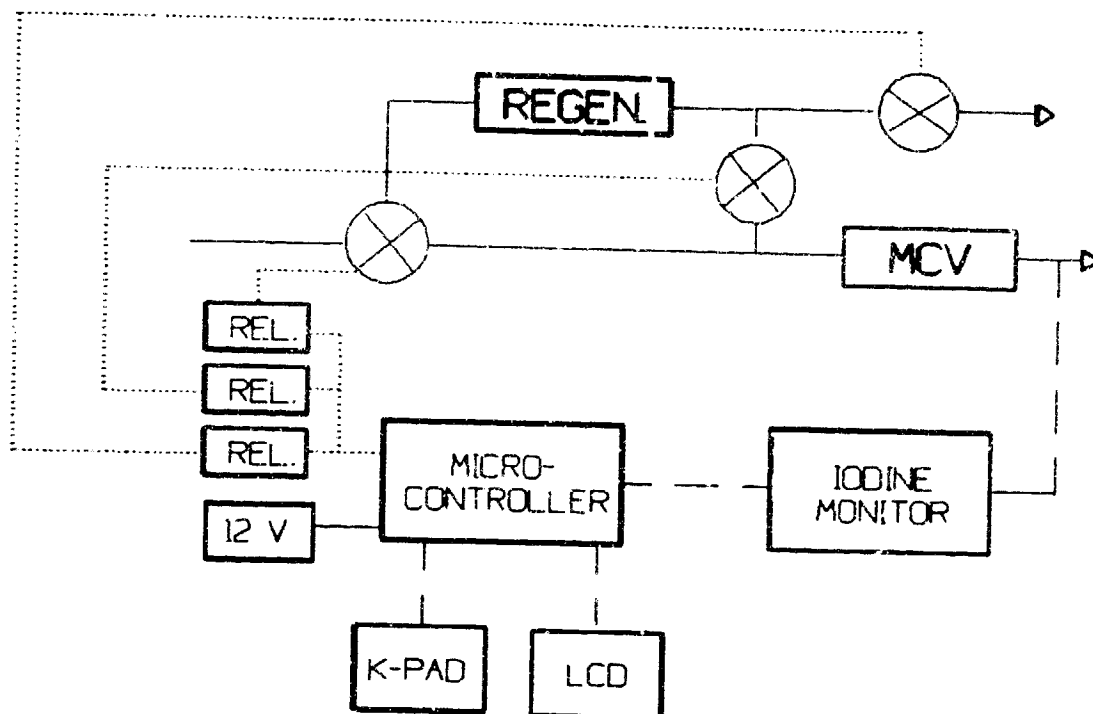 REGEN.
MCV
REL.
REL.
REL.
MICRO-
CONTROLLER
IODINE
MONITOR
12 V
K-PAD
LCD